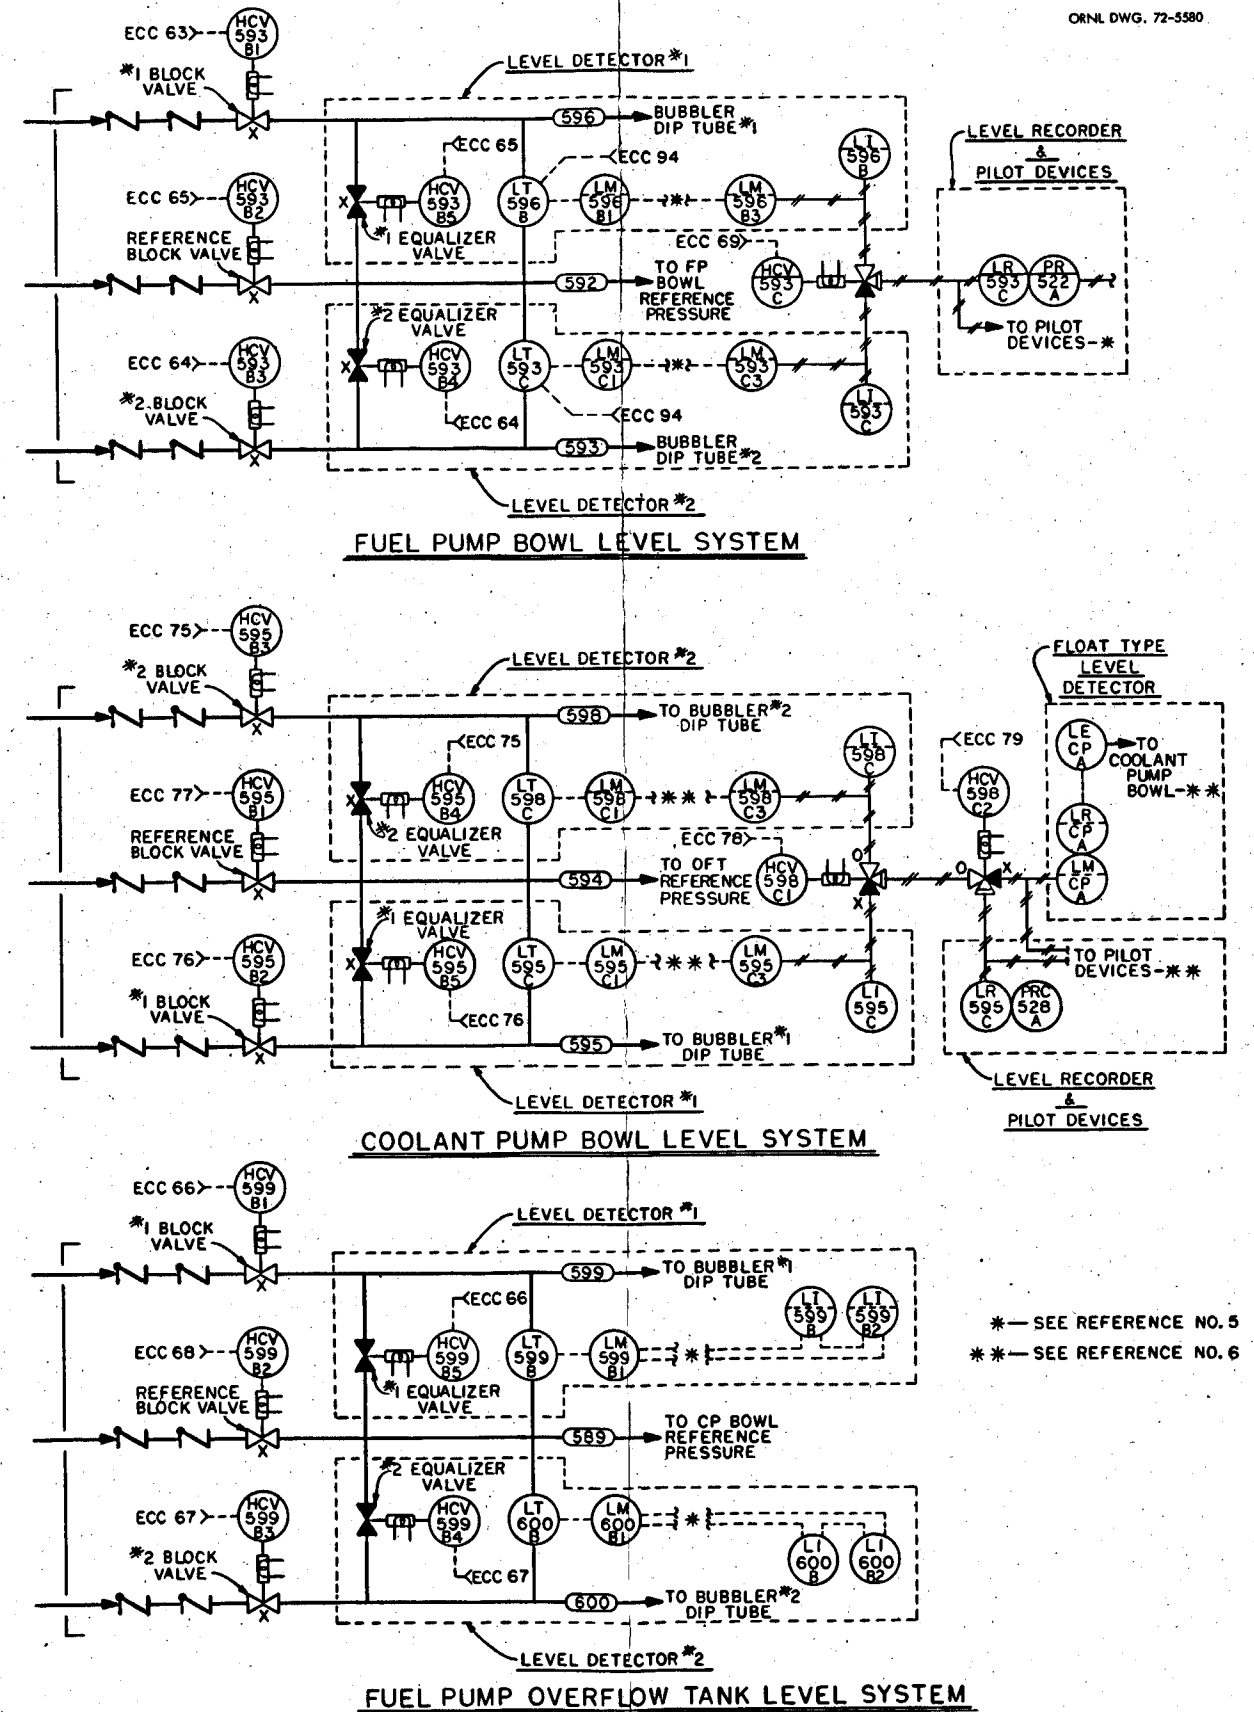 ORNL DWG. 72-5580
ECC 63
HCV
593
B1
*1 BLOCK
VALVE
X
LEVEL DETECTOR *1
596
BUBBLER
DIP TUBE *1
ECC 65
ECC 94
X
HCV
593
B5
LT
596
B
LM
596
B1
*
LM
596
B3
LI
596
B
*1 EQUALIZER
VALVE
ECC 65
HCV
593
B2
REFERENCE
BLOCK VALVE
X
592
TO FP
BOWL
REFERENCE
PRESSURE
ECC 69
HCV
593
C
LEVEL RECORDER
&
PILOT DEVICES
LR
593
C
PR
522
A
TO PILOT
DEVICES-*
*2 EQUALIZER
VALVE
ECC 64
HCV
593
B3
*2 BLOCK
VALVE
X
X
HCV
593
B4
LT
593
C
LM
593
C1
*
LM
593
C3
LI
593
C
ECC 64
ECC 94
593
BUBBLER
DIP TUBE *2
LEVEL DETECTOR *2
FUEL PUMP BOWL LEVEL SYSTEM
ECC 75
HCV
595
B3
*2 BLOCK
VALVE
X
LEVEL DETECTOR *2
598
TO BUBBLER *2
DIP TUBE
ECC 75
X
HCV
595
B4
LT
598
C
LM
598
C1
* *
LM
598
C3
LI
598
C
*2 EQUALIZER
VALVE
ECC 77
HCV
595
B1
REFERENCE
BLOCK VALVE
X
594
TO OFT
REFERENCE
PRESSURE
ECC 78
HCV
598
C1
O
X
ECC 79
HCV
598
C2
O
X
FLOAT TYPE
LEVEL
DETECTOR
LE
CP
A
TO
COOLANT
PUMP
BOWL-* *
LR
CP
A
LM
CP
A
*1 EQUALIZER
VALVE
ECC 76
HCV
595
B2
*1 BLOCK
VALVE
X
X
HCV
595
B5
LT
595
C
LM
595
C1
* *
LM
595
C3
LI
595
C
ECC 76
595
TO BUBBLER *1
DIP TUBE
TO PILOT
DEVICES-* *
LR
595
C
PRC
528
A
LEVEL RECORDER
&
PILOT DEVICES
LEVEL DETECTOR *1
COOLANT PUMP BOWL LEVEL SYSTEM
ECC 66
HCV
599
B1
*1 BLOCK
VALVE
X
LEVEL DETECTOR *1
599
TO BUBBLER *1
DIP TUBE
ECC 66
HCV
599
B5
LT
599
B
LM
599
B1
*
LI
599
B
LI
599
B2
*1 EQUALIZER
VALVE
*— SEE REFERENCE NO. 5
* *— SEE REFERENCE NO. 6
ECC 68
HCV
599
B2
REFERENCE
BLOCK VALVE
X
589
TO CP BOWL
REFERENCE
PRESSURE
*2 EQUALIZER
VALVE
ECC 67
HCV
599
B3
*2 BLOCK
VALVE
X
HCV
599
B4
LT
600
B
LM
600
B1
*
LI
600
B
LI
600
B2
ECC 67
600
TO BUBBLER *2
DIP TUBE
LEVEL DETECTOR *2
FUEL PUMP OVERFLOW TANK LEVEL SYSTEM